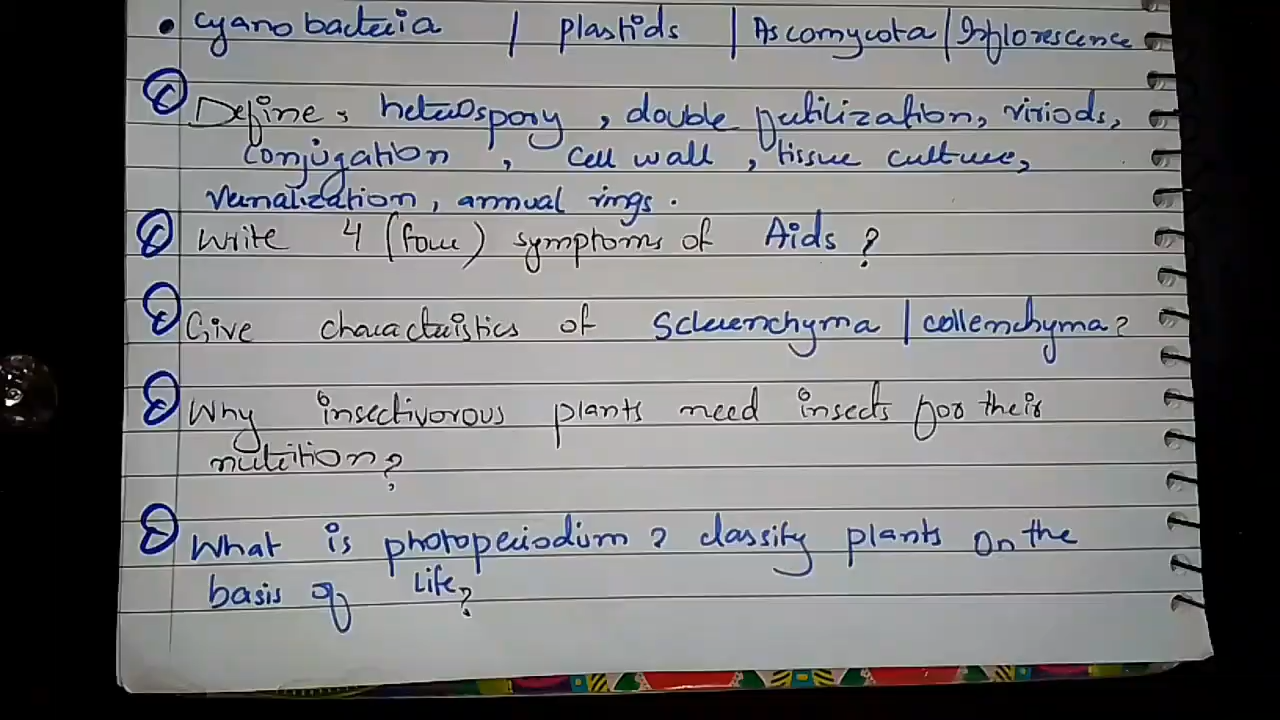 • Cyanobacteria | Plastids | Ascomycota | Inflorescence
Define, heterospory, double fertilization, viriods,
conjugation, cell wall, tissue culture,
Vernalization, annual rings.
Write 4 (four) symptoms of Aids?
Give characteristics of Sclerenchyma | collenchyma?
Why insectivorous plants need insects for their
nutrition?
What is photoperiodism? classify plants on the
basis of Life?